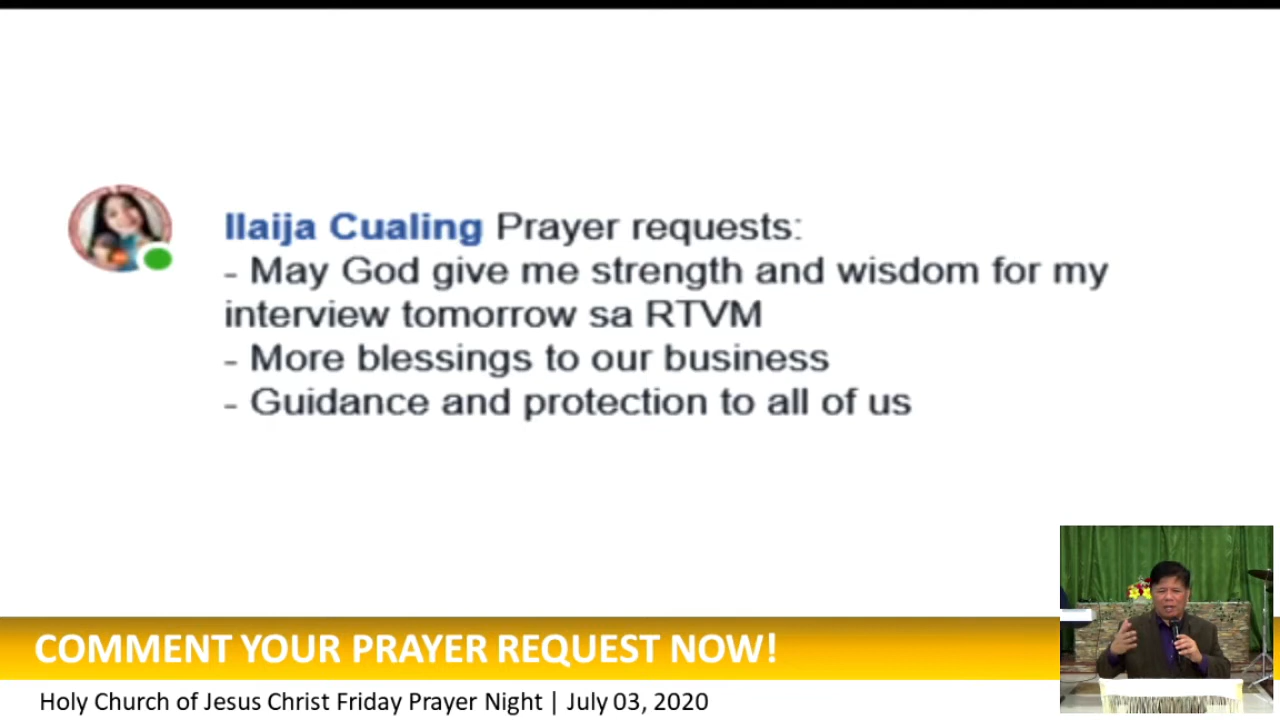 Ilaija Cualing Prayer requests:
- May God give me strength and wisdom for my
interview tomorrow sa RTVM
- More blessings to our business
- Guidance and protection to all of us
COMMENT YOUR PRAYER REQUEST NOW!
Holy Church of Jesus Christ Friday Prayer Night | July 03, 2020